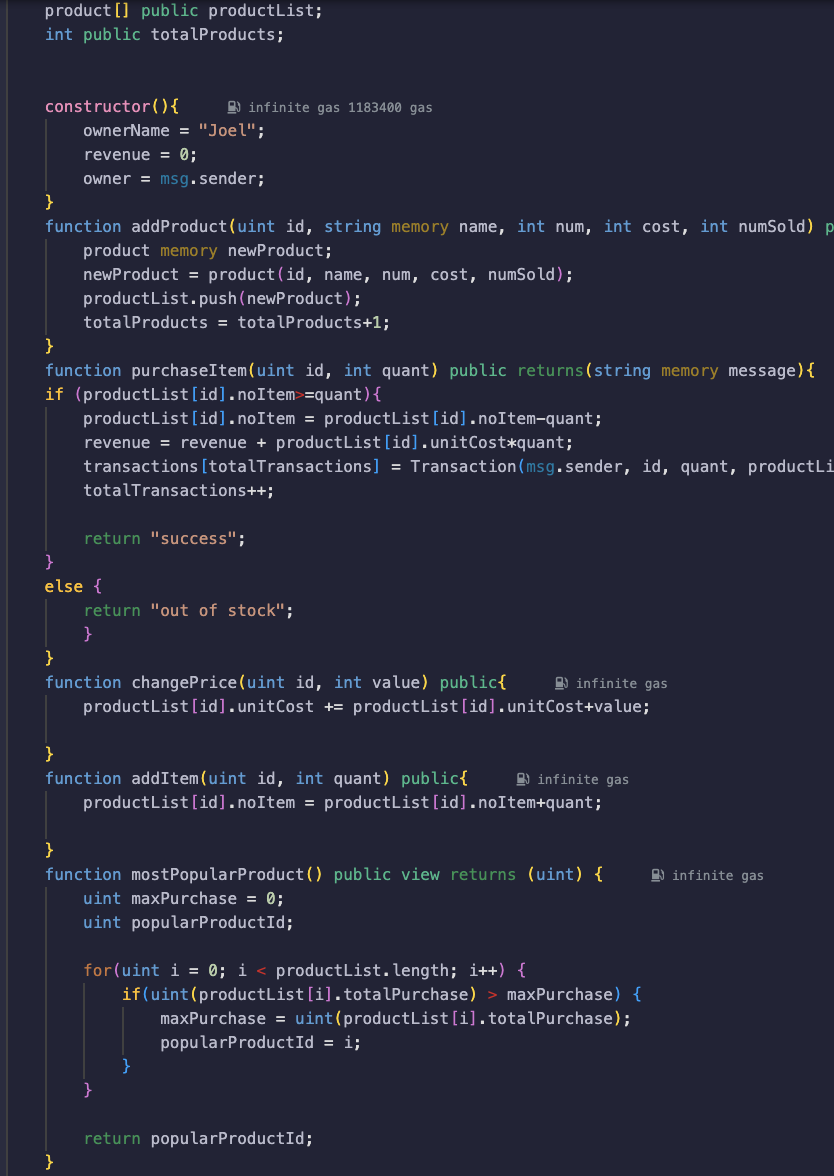 product[] public productList;
int public totalProducts;
constructor(){ infinite gas 1183400 gas
ownerName = "Joel";
revenue = 0;
owner = msg.sender;
}
function addProduct(uint id, string memory name, int num, int cost, int numSold) p
product memory newProduct;
newProduct = product(id, name, num, cost, numSold);
productList.push(newProduct);
totalProducts = totalProducts+1;
}
function purchaseItem(uint id, int quant) public returns(string memory message){
if (productList[id].noItem>=quant){
productList[id].noItem = productList[id].noItem-quant;
revenue = revenue + productList[id].unitCost*quant;
transactions[totalTransactions] = Transaction(msg.sender, id, quant, productLi
totalTransactions++;
return "success";
}
else {
return "out of stock";
}
}
function changePrice(uint id, int value) public{ infinite gas
productList[id].unitCost += productList[id].unitCost+value;
}
function addItem(uint id, int quant) public{ infinite gas
productList[id].noItem = productList[id].noItem+quant;
}
function mostPopularProduct() public view returns (uint) { infinite gas
uint maxPurchase = 0;
uint popularProductId;
for(uint i = 0; i < productList.length; i++) {
if(uint(productList[i].totalPurchase) > maxPurchase) {
maxPurchase = uint(productList[i].totalPurchase);
popularProductId = i;
}
}
return popularProductId;
}